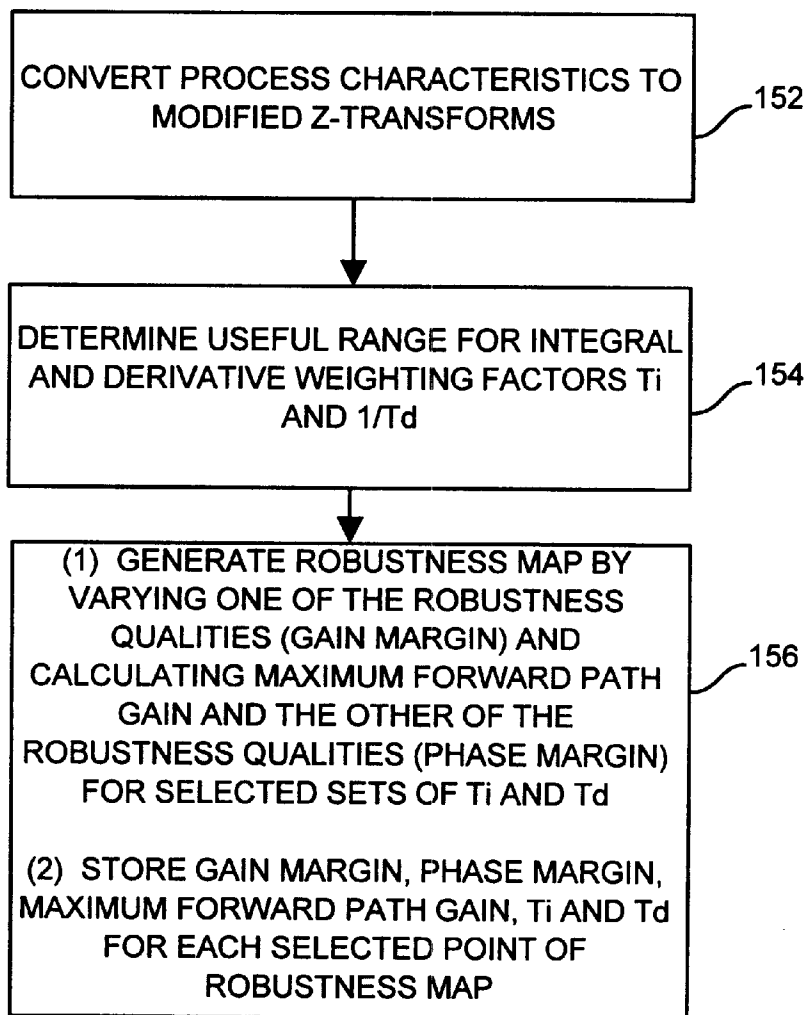 CONVERT PROCESS CHARACTERISTICS TO
MODIFIED Z-TRANSFORMS
152
DETERMINE USEFUL RANGE FOR INTEGRAL
AND DERIVATIVE WEIGHTING FACTORS Ti
AND 1/Td
154
(1) GENERATE ROBUSTNESS MAP BY
VARYING ONE OF THE ROBUSTNESS
QUALITIES (GAIN MARGIN) AND
CALCULATING MAXIMUM FORWARD PATH
GAIN AND THE OTHER OF THE
ROBUSTNESS QUALITIES (PHASE MARGIN)
FOR SELECTED SETS OF Ti AND Td
156
(2) STORE GAIN MARGIN, PHASE MARGIN,
MAXIMUM FORWARD PATH GAIN, Ti AND Td
FOR EACH SELECTED POINT OF
ROBUSTNESS MAP